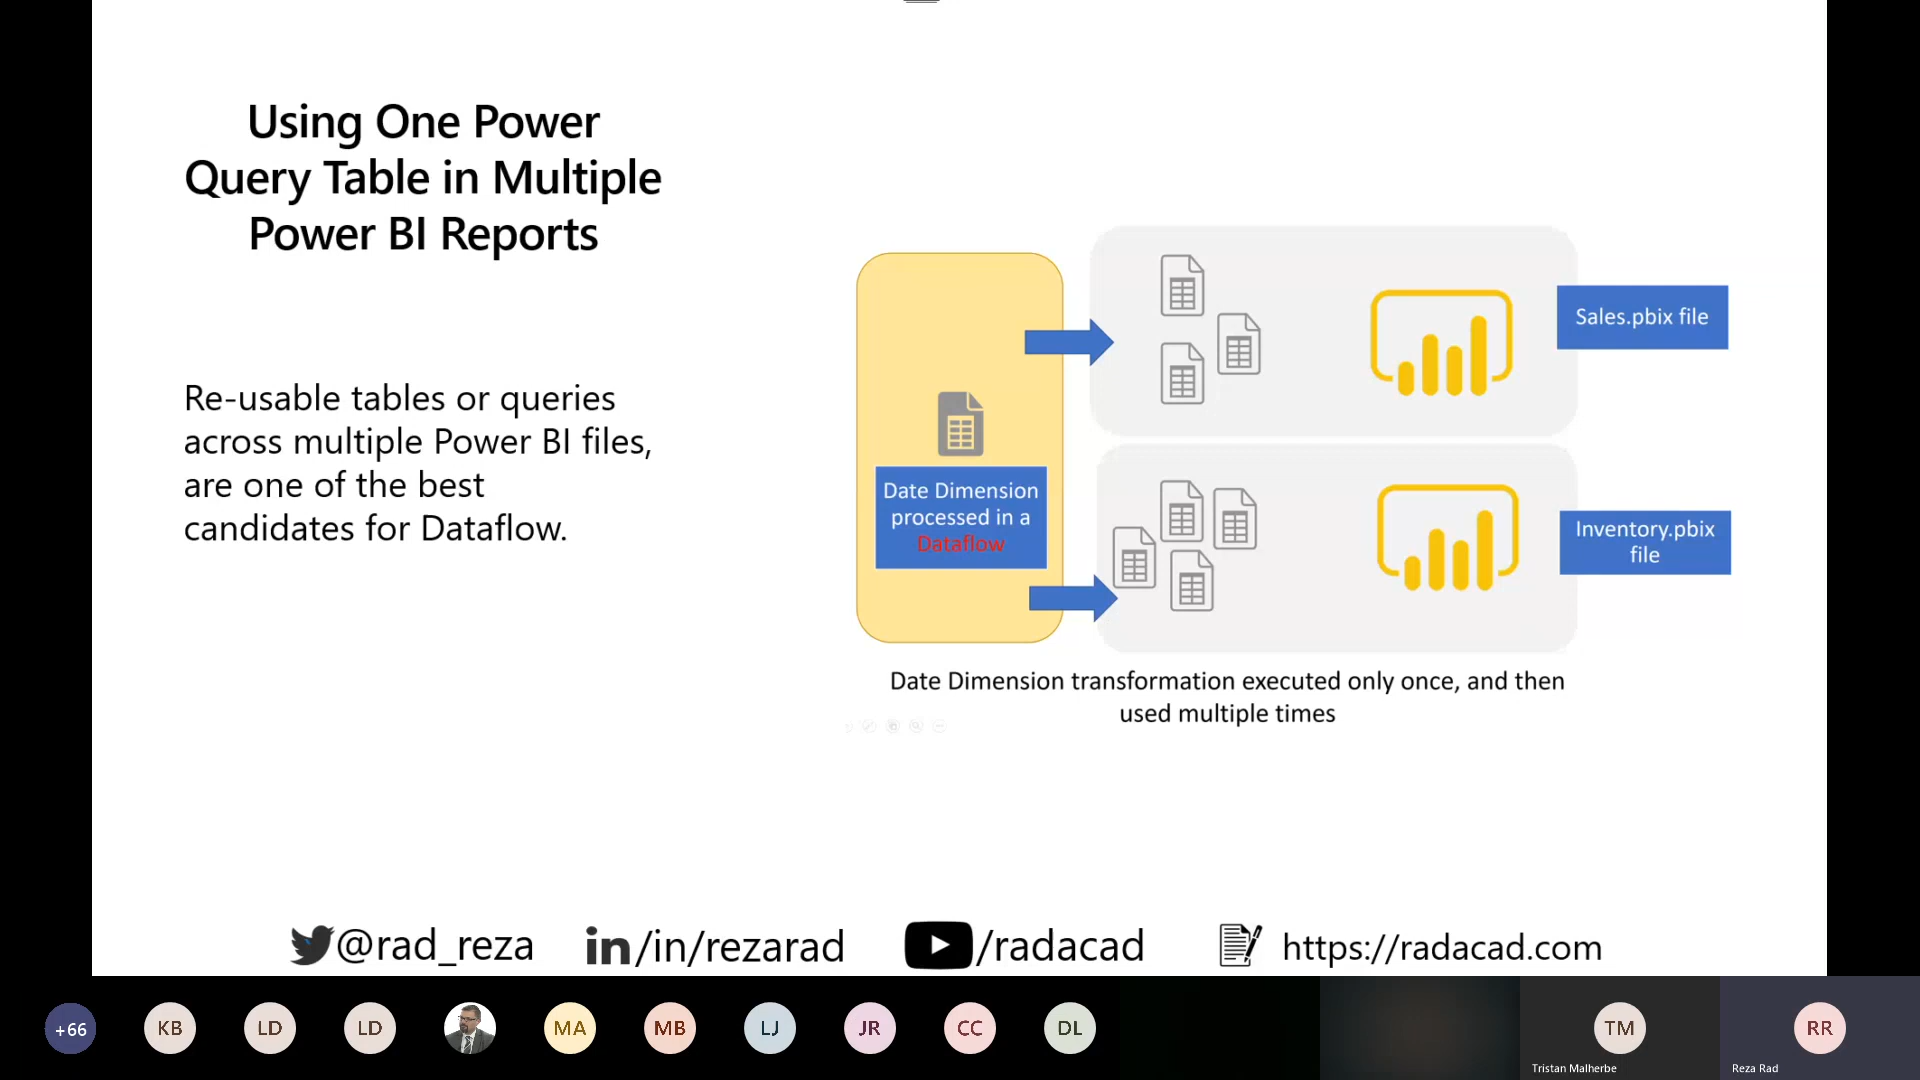 Using One Power
Query Table in Multiple
Power BI Reports
Re-usable tables or queries
across multiple Power BI files,
are one of the best
candidates for Dataflow.
Date Dimension
processed in a
Dataflow
Sales.pbix file
Inventory.pbix
file
Date Dimension transformation executed only once, and then
used multiple times
@rad_reza
in/in/rezarad
/radacad
https://radacad.com
+66
KB
LD
LD
MA
MB
LJ
JR
CC
DL
TM
Tristan Malherbe
RR
Reza Rad